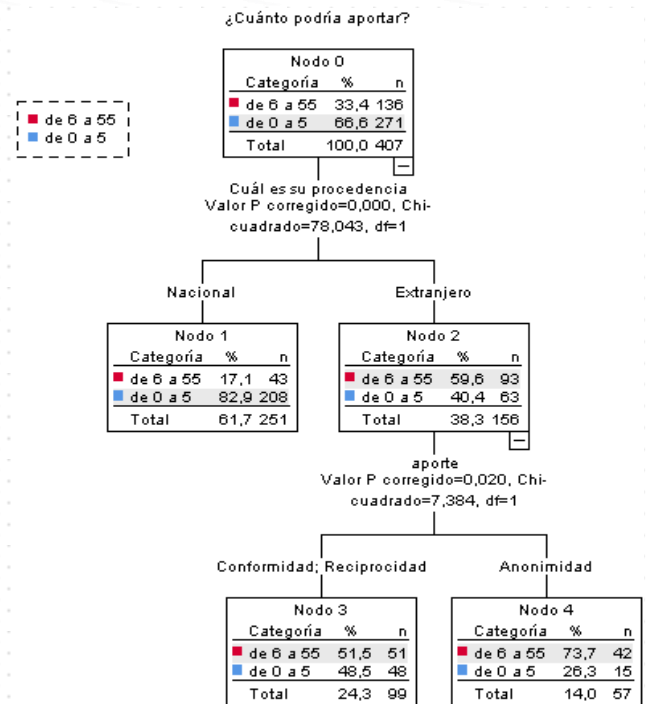 ¿Cuánto podría aportar?
Nodo 0
Categoría % n
de 6 a 55 33,4 136
de 0 a 5 66,6 271
Total 100,0 407
de 6 a 55
de 0 a 5
Cuál es su procedencia
Valor P corregido=0,000, Chi-
cuadrado=78,043, df=1
Nacional
Extranjero
Nodo 1
Categoría % n
de 6 a 55 17,1 43
de 0 a 5 82,9 208
Total 61,7 251
Nodo 2
Categoría % n
de 6 a 55 59,6 93
de 0 a 5 40,4 63
Total 38,3 156
aporte
Valor P corregido=0,020, Chi-
cuadrado=7,384, df=1
Conformidad; Reciprocidad
Anonimidad
Nodo 3
Categoría % n
de 6 a 55 51,5 51
de 0 a 5 48,5 48
Total 24,3 99
Nodo 4
Categoría % n
de 6 a 55 73,7 42
de 0 a 5 26,3 15
Total 14,0 57